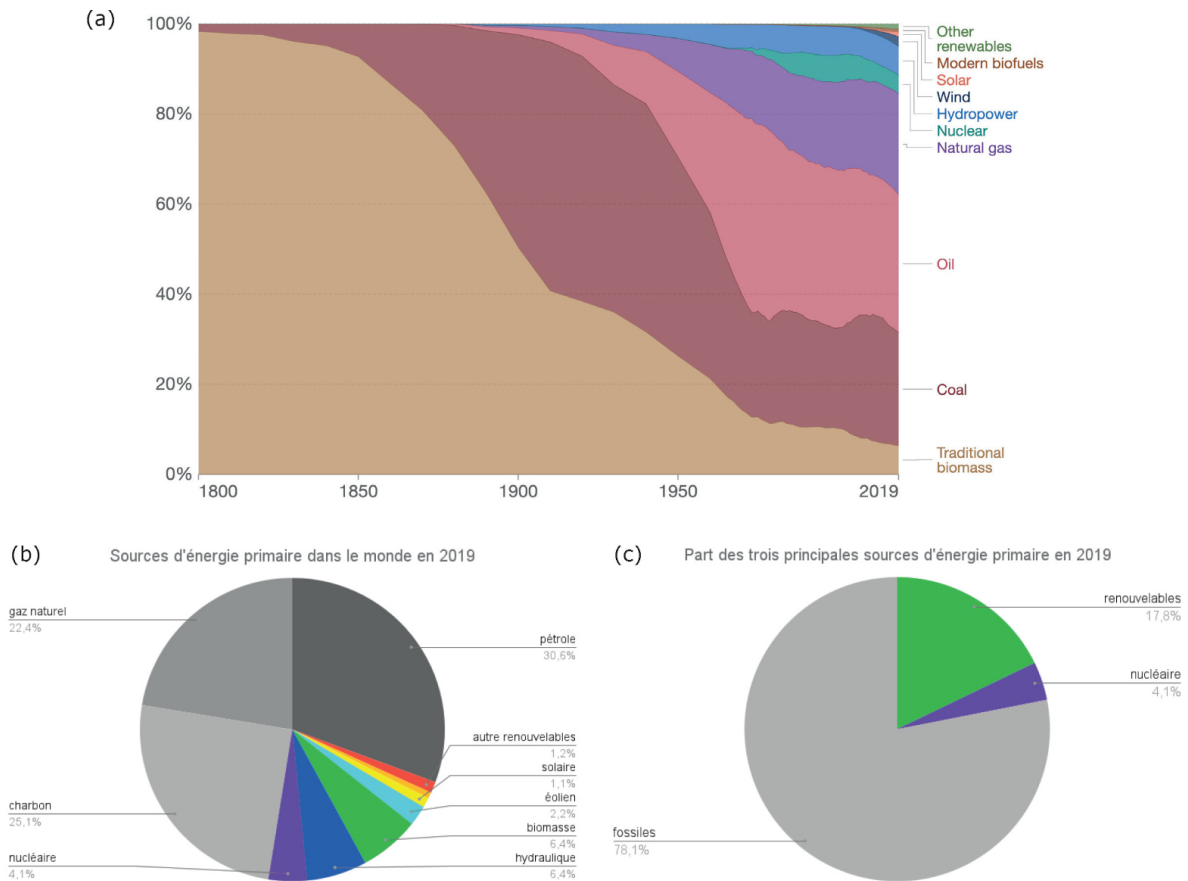 (a)
100%
80%
60%
40%
20%
0%
1800
1850
1900
1950
2019
Other
renewables
Modern biofuels
Solar
Wind
Hydropower
Nuclear
Natural gas
Oil
Coal
Traditional
biomass
(b)
Sources d'énergie primaire dans le monde en 2019
gaz naturel
22,4%
pétrole
30,6%
autre renouvelables
1,2%
solaire
1,1%
éolien
2,2%
biomasse
6,4%
hydraulique
6,4%
charbon
25,1%
nucléaire
4,1%
(c)
Part des trois principales sources d'énergie primaire en 2019
renouvelables
17,8%
nucléaire
4,1%
fossiles
78,1%